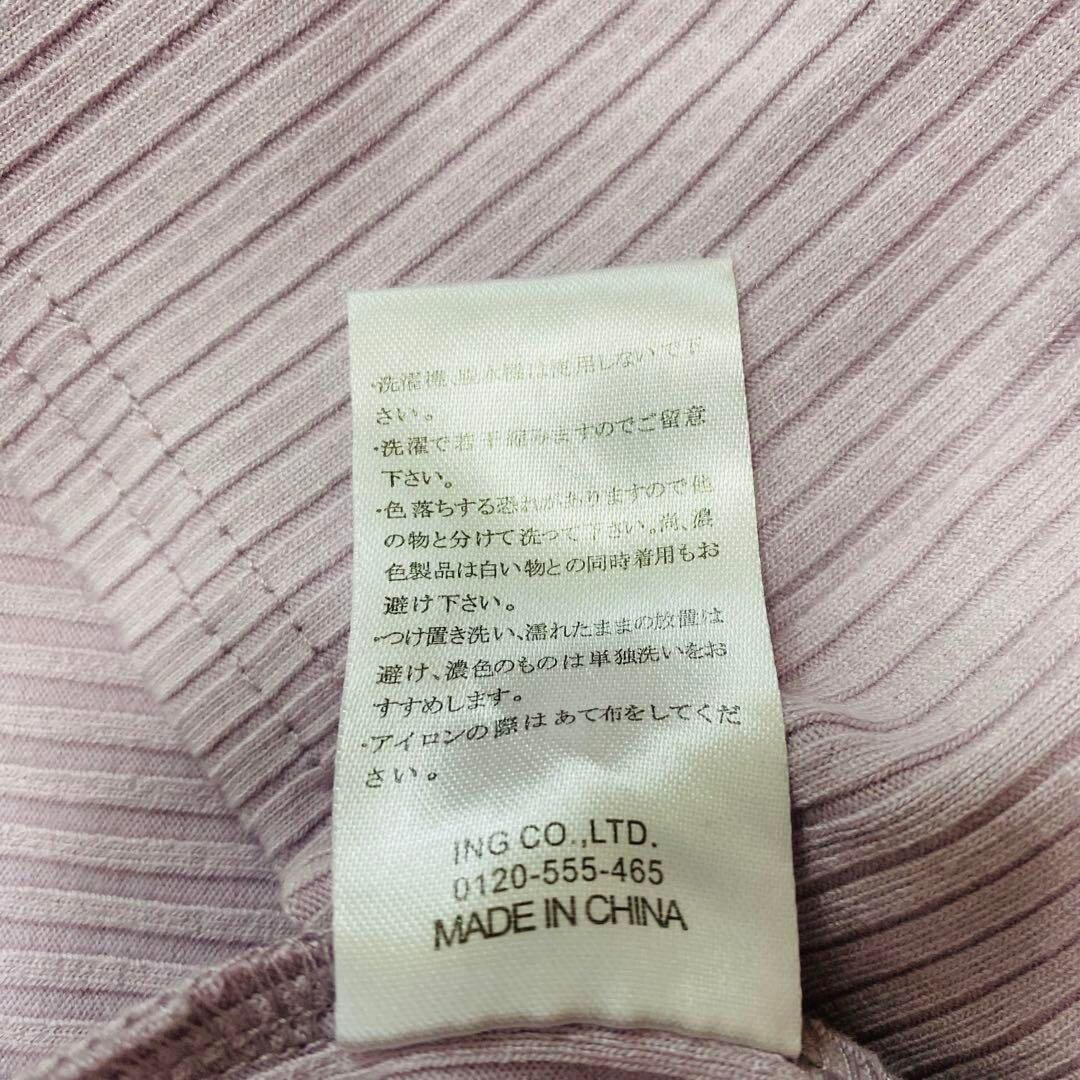 ・洗濯機、脱水機は使用しないで下
さい。
・洗濯で若干縮みますのでご留意
下さい。
・色落ちする恐れがありますので他
の物と分けて洗って下さい。尚、濃
色製品は白い物との同時着用もお
避け下さい。
・つけ置き洗い、濡れたままの放置は
避け、濃色のものは単独洗いをお
すすめします。
・アイロンの際はあて布をしてくだ
さい。
ING CO.,LTD.
0120-555-465
MADE IN CHINA